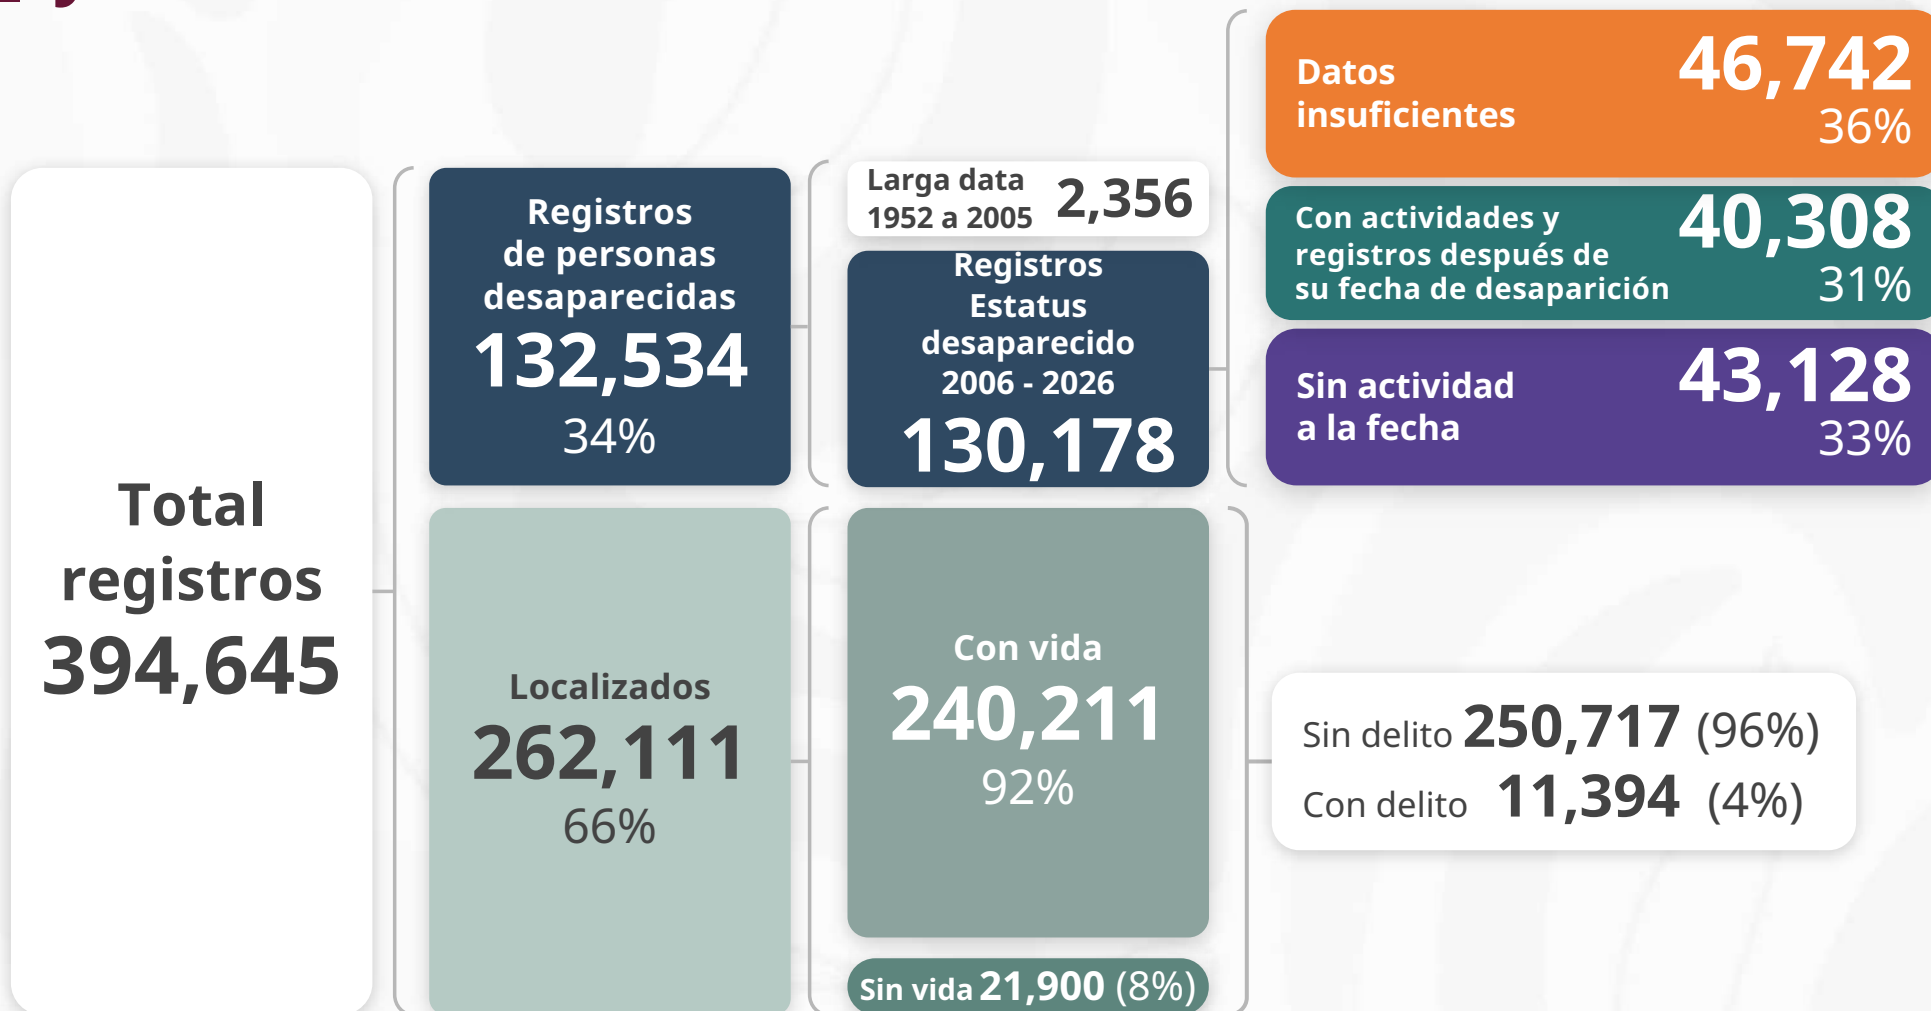 Total
registros
394,645
Registros
de personas
desaparecidas
132,534
34%
Localizados
262,111
66%
Larga data
1952 a 2005 2,356
Registros
Estatus
desaparecido
2006 - 2026
130,178
Con vida
240,211
92%
Sin vida 21,900 (8%)
Datos
insuficientes
46,742
36%
Con actividades y
registros después de
su fecha de desaparición
40,308
31%
Sin actividad
a la fecha
43,128
33%
Sin delito 250,717 (96%)
Con delito 11,394 (4%)